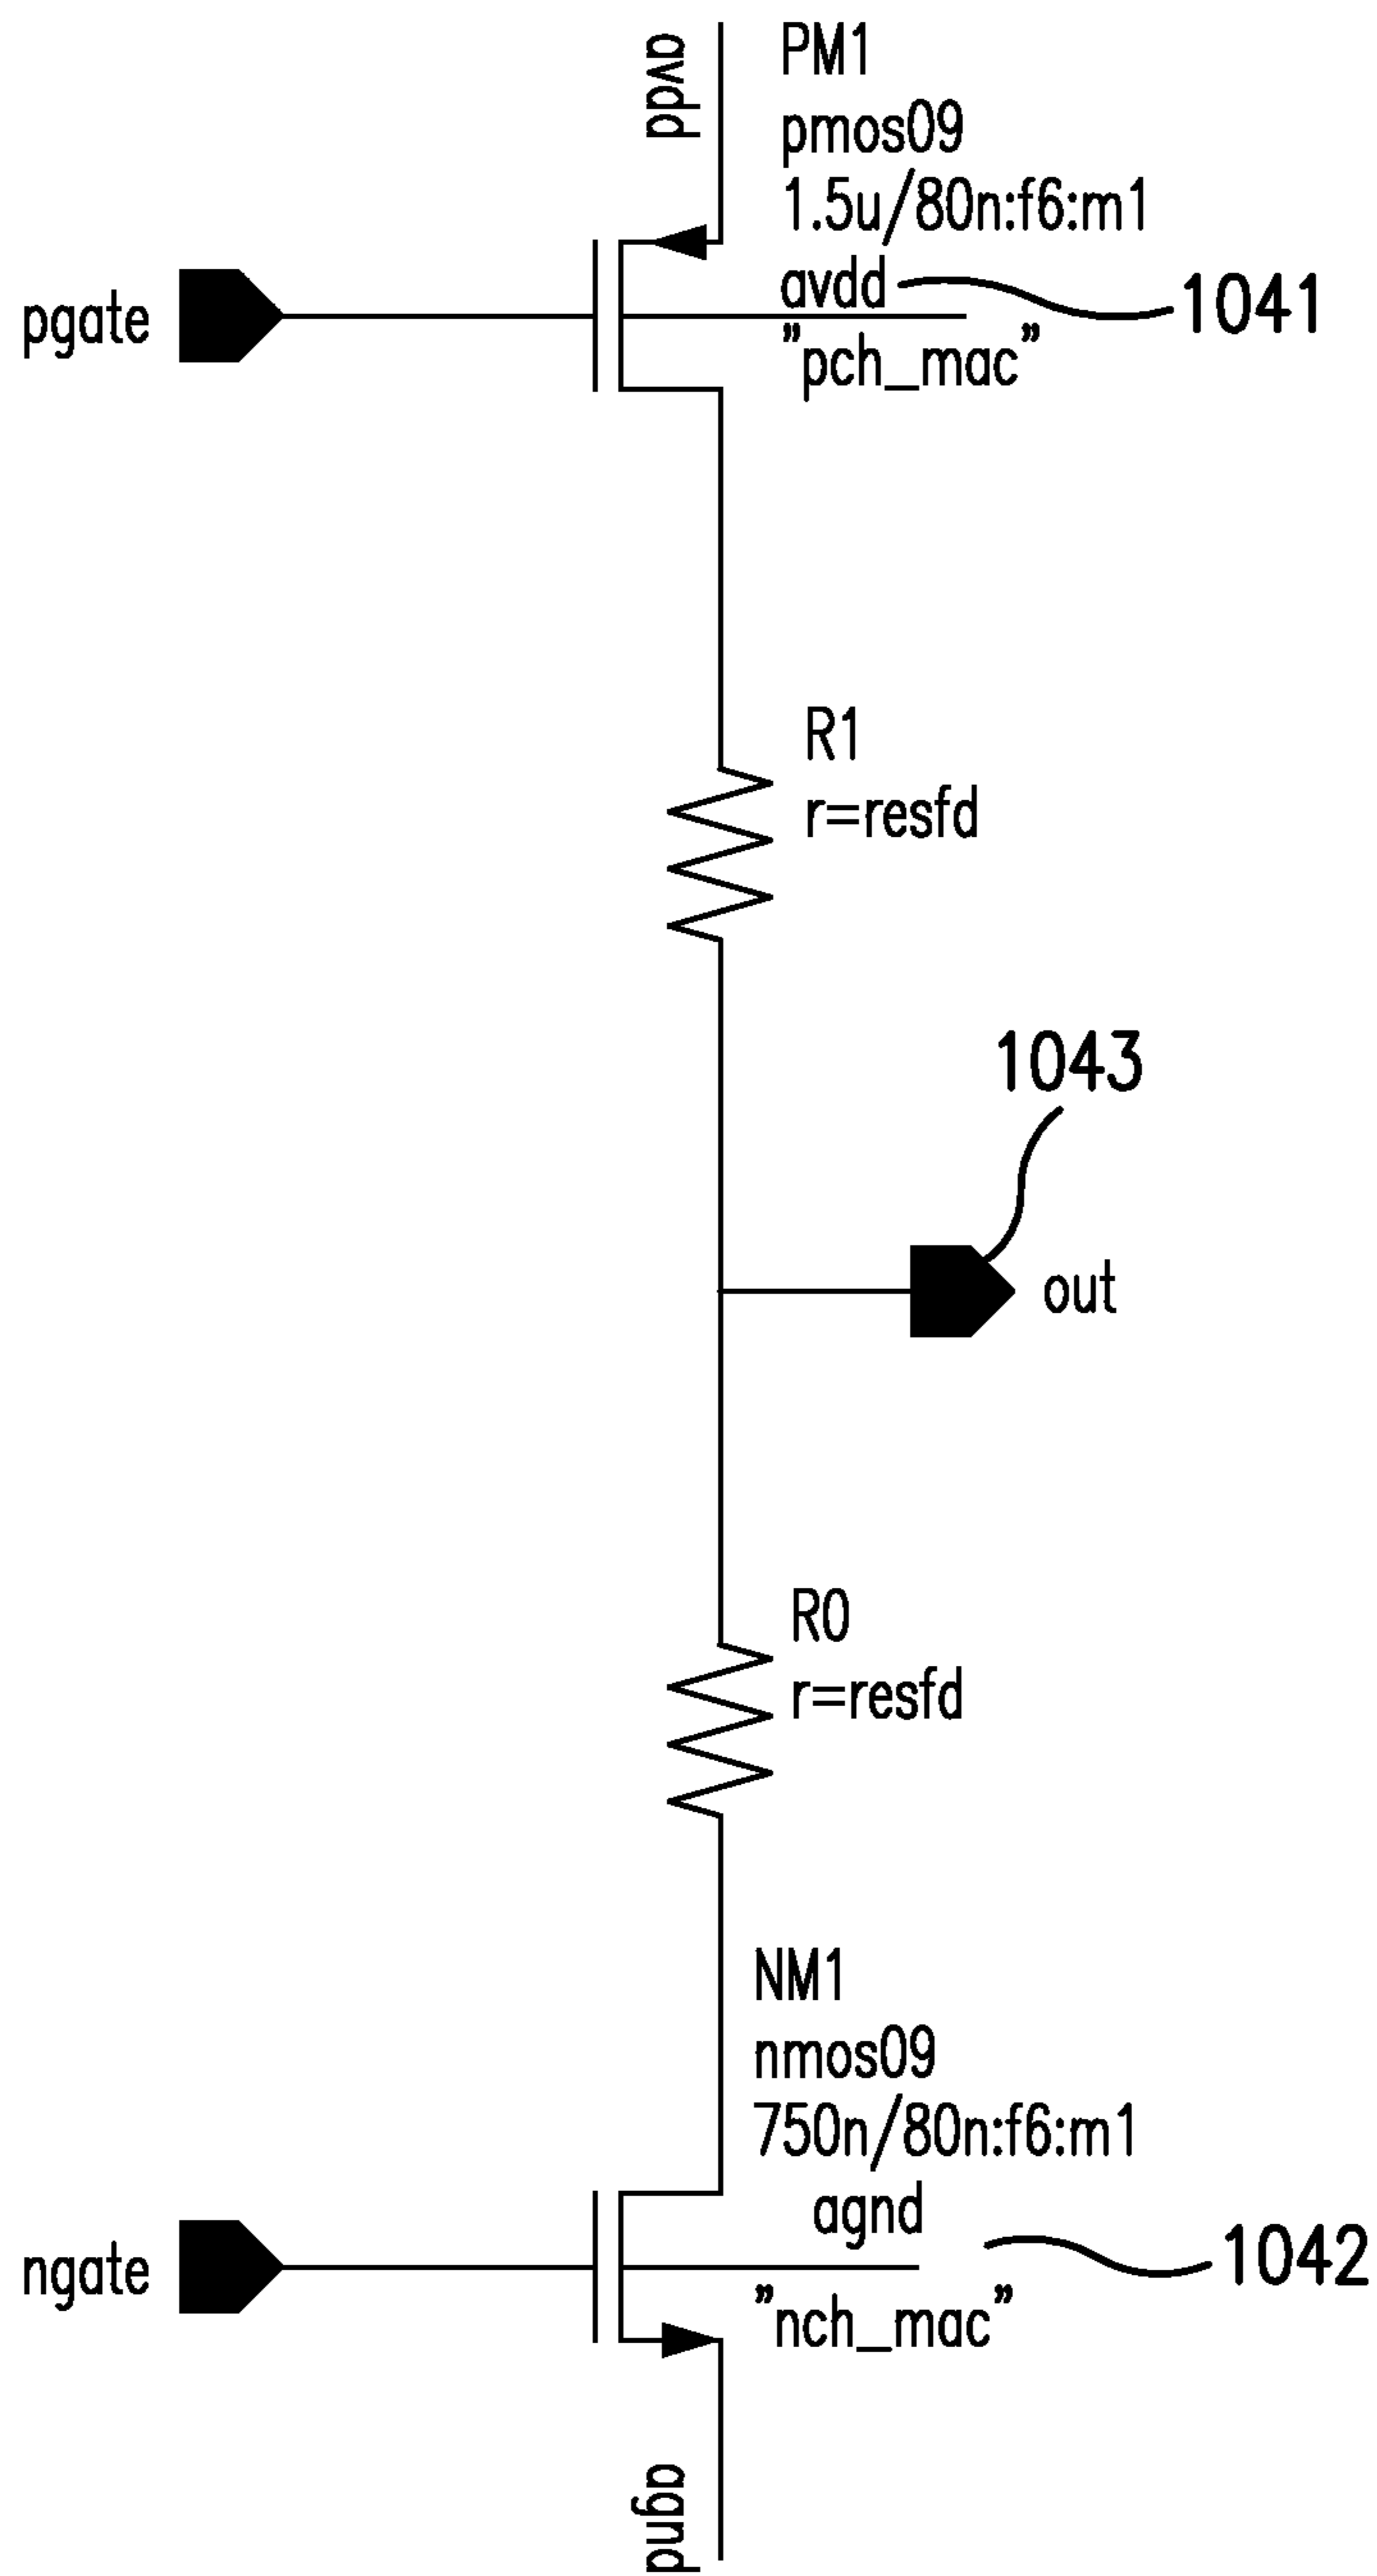 avdd
PM1
pmos09
1.5u/80n:f6:m1
avdd
1041
pgate
"pch_mac"
R1
r=resfd
1043
out
R0
r=resfd
NM1
nmos09
750n/80n:f6:m1
agnd
1042
ngate
"nch_mac"
agnd